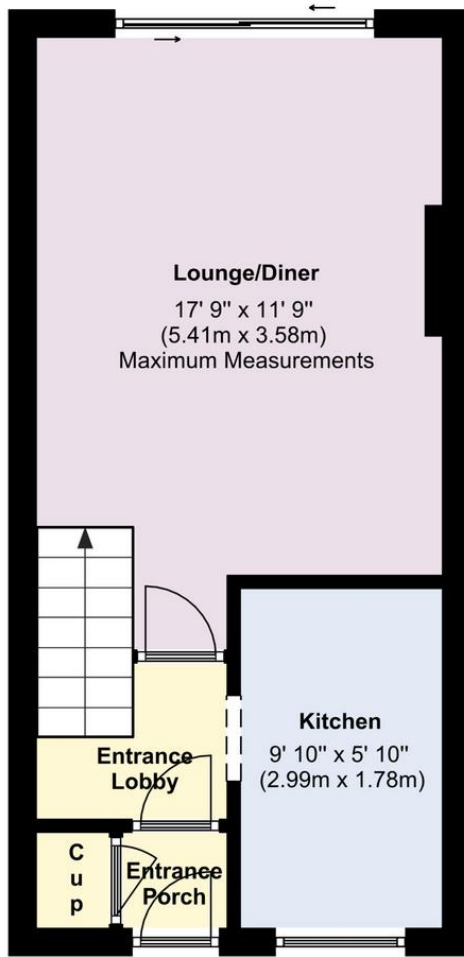 Lounge/Diner
17' 9" x 11' 9"
(5.41m x 3.58m)
Maximum Measurements
Kitchen
9' 10" x 5' 10"
(2.99m x 1.78m)
Entrance
Lobby
C
u
p
Entrance
Porch